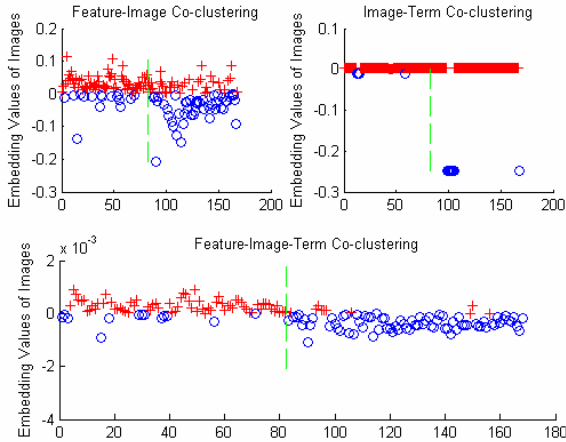 Feature-Image Co-clustering
Image-Term Co-clustering
Embedding Values of Images
0.2
0.1
0
-0.1
-0.2
-0.3
0 50 100 150 200
Embedding Values of Images
0.1
0
-0.1
-0.2
-0.3
0 50 100 150 200
x 10⁻³
Feature-Image-Term Co-clustering
Embedding Values of Images
2
0
-2
-4
0 20 40 60 80 100 120 140 160 180